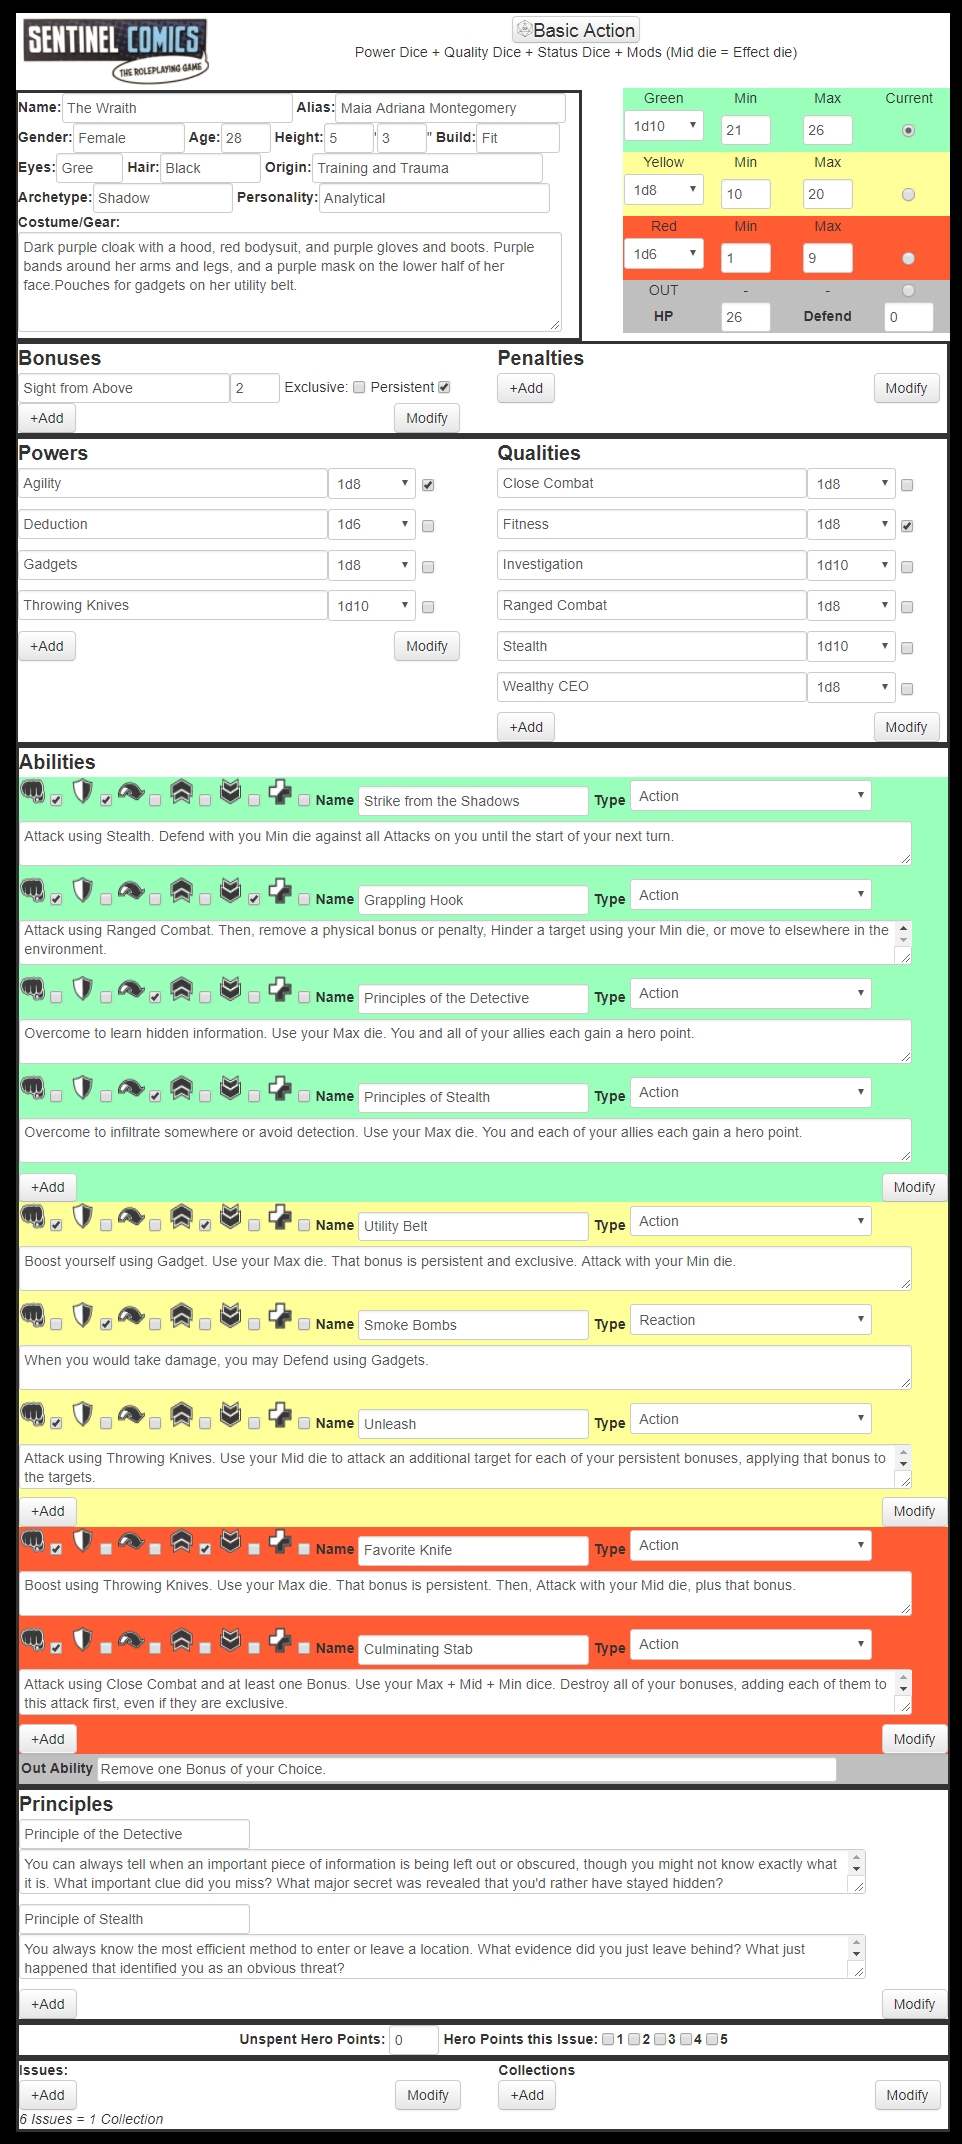 SENTINEL COMICS
THE ROLEPLAYING GAME
Basic Action
Power Dice + Quality Dice + Status Dice + Mods (Mid die = Effect die)
Name: The Wraith Alias: Maia Adriana Montegomery
Gender: Female Age: 28 Height: 5 ' 3 " Build: Fit
Eyes: Gree Hair: Black Origin: Training and Trauma
Archetype: Shadow Personality: Analytical
Costume/Gear:
Dark purple cloak with a hood, red bodysuit, and purple gloves and boots. Purple
bands around her arms and legs, and a purple mask on the lower half of her
face.Pouches for gadgets on her utility belt.
Green Min Max Current
1d10 21 26
Yellow Min Max
1d8 10 20
Red Min Max
1d6 1 9
OUT - -
HP 26 Defend 0
Bonuses
Sight from Above 2 Exclusive: Persistent
+Add Modify
Penalties
+Add Modify
Powers
Agility 1d8
Deduction 1d6
Gadgets 1d8
Throwing Knives 1d10
+Add Modify
Qualities
Close Combat 1d8
Fitness 1d8
Investigation 1d10
Ranged Combat 1d8
Stealth 1d10
Wealthy CEO 1d8
+Add Modify
Abilities
Name Strike from the Shadows Type Action
Attack using Stealth. Defend with you Min die against all Attacks on you until the start of your next turn.
Name Grappling Hook Type Action
Attack using Ranged Combat. Then, remove a physical bonus or penalty, Hinder a target using your Min die, or move to elsewhere in the
environment.
Name Principles of the Detective Type Action
Overcome to learn hidden information. Use your Max die. You and all of your allies each gain a hero point.
Name Principles of Stealth Type Action
Overcome to infiltrate somewhere or avoid detection. Use your Max die. You and each of your allies each gain a hero point.
+Add Modify
Name Utility Belt Type Action
Boost yourself using Gadget. Use your Max die. That bonus is persistent and exclusive. Attack with your Min die.
Name Smoke Bombs Type Reaction
When you would take damage, you may Defend using Gadgets.
Name Unleash Type Action
Attack using Throwing Knives. Use your Mid die to attack an additional target for each of your persistent bonuses, applying that bonus to
the targets.
+Add Modify
Name Favorite Knife Type Action
Boost using Throwing Knives. Use your Max die. That bonus is persistent. Then, Attack with your Mid die, plus that bonus.
Name Culminating Stab Type Action
Attack using Close Combat and at least one Bonus. Use your Max + Mid + Min dice. Destroy all of your bonuses, adding each of them to
this attack first, even if they are exclusive.
+Add Modify
Out Ability Remove one Bonus of your Choice.
Principles
Principle of the Detective
You can always tell when an important piece of information is being left out or obscured, though you might not know exactly what
it is. What important clue did you miss? What major secret was revealed that you'd rather have stayed hidden?
Principle of Stealth
You always know the most efficient method to enter or leave a location. What evidence did you just leave behind? What just
happened that identified you as an obvious threat?
+Add Modify
Unspent Hero Points: 0 Hero Points this Issue: 1 2 3 4 5
Issues:
+Add Modify
6 Issues = 1 Collection
Collections
+Add Modify